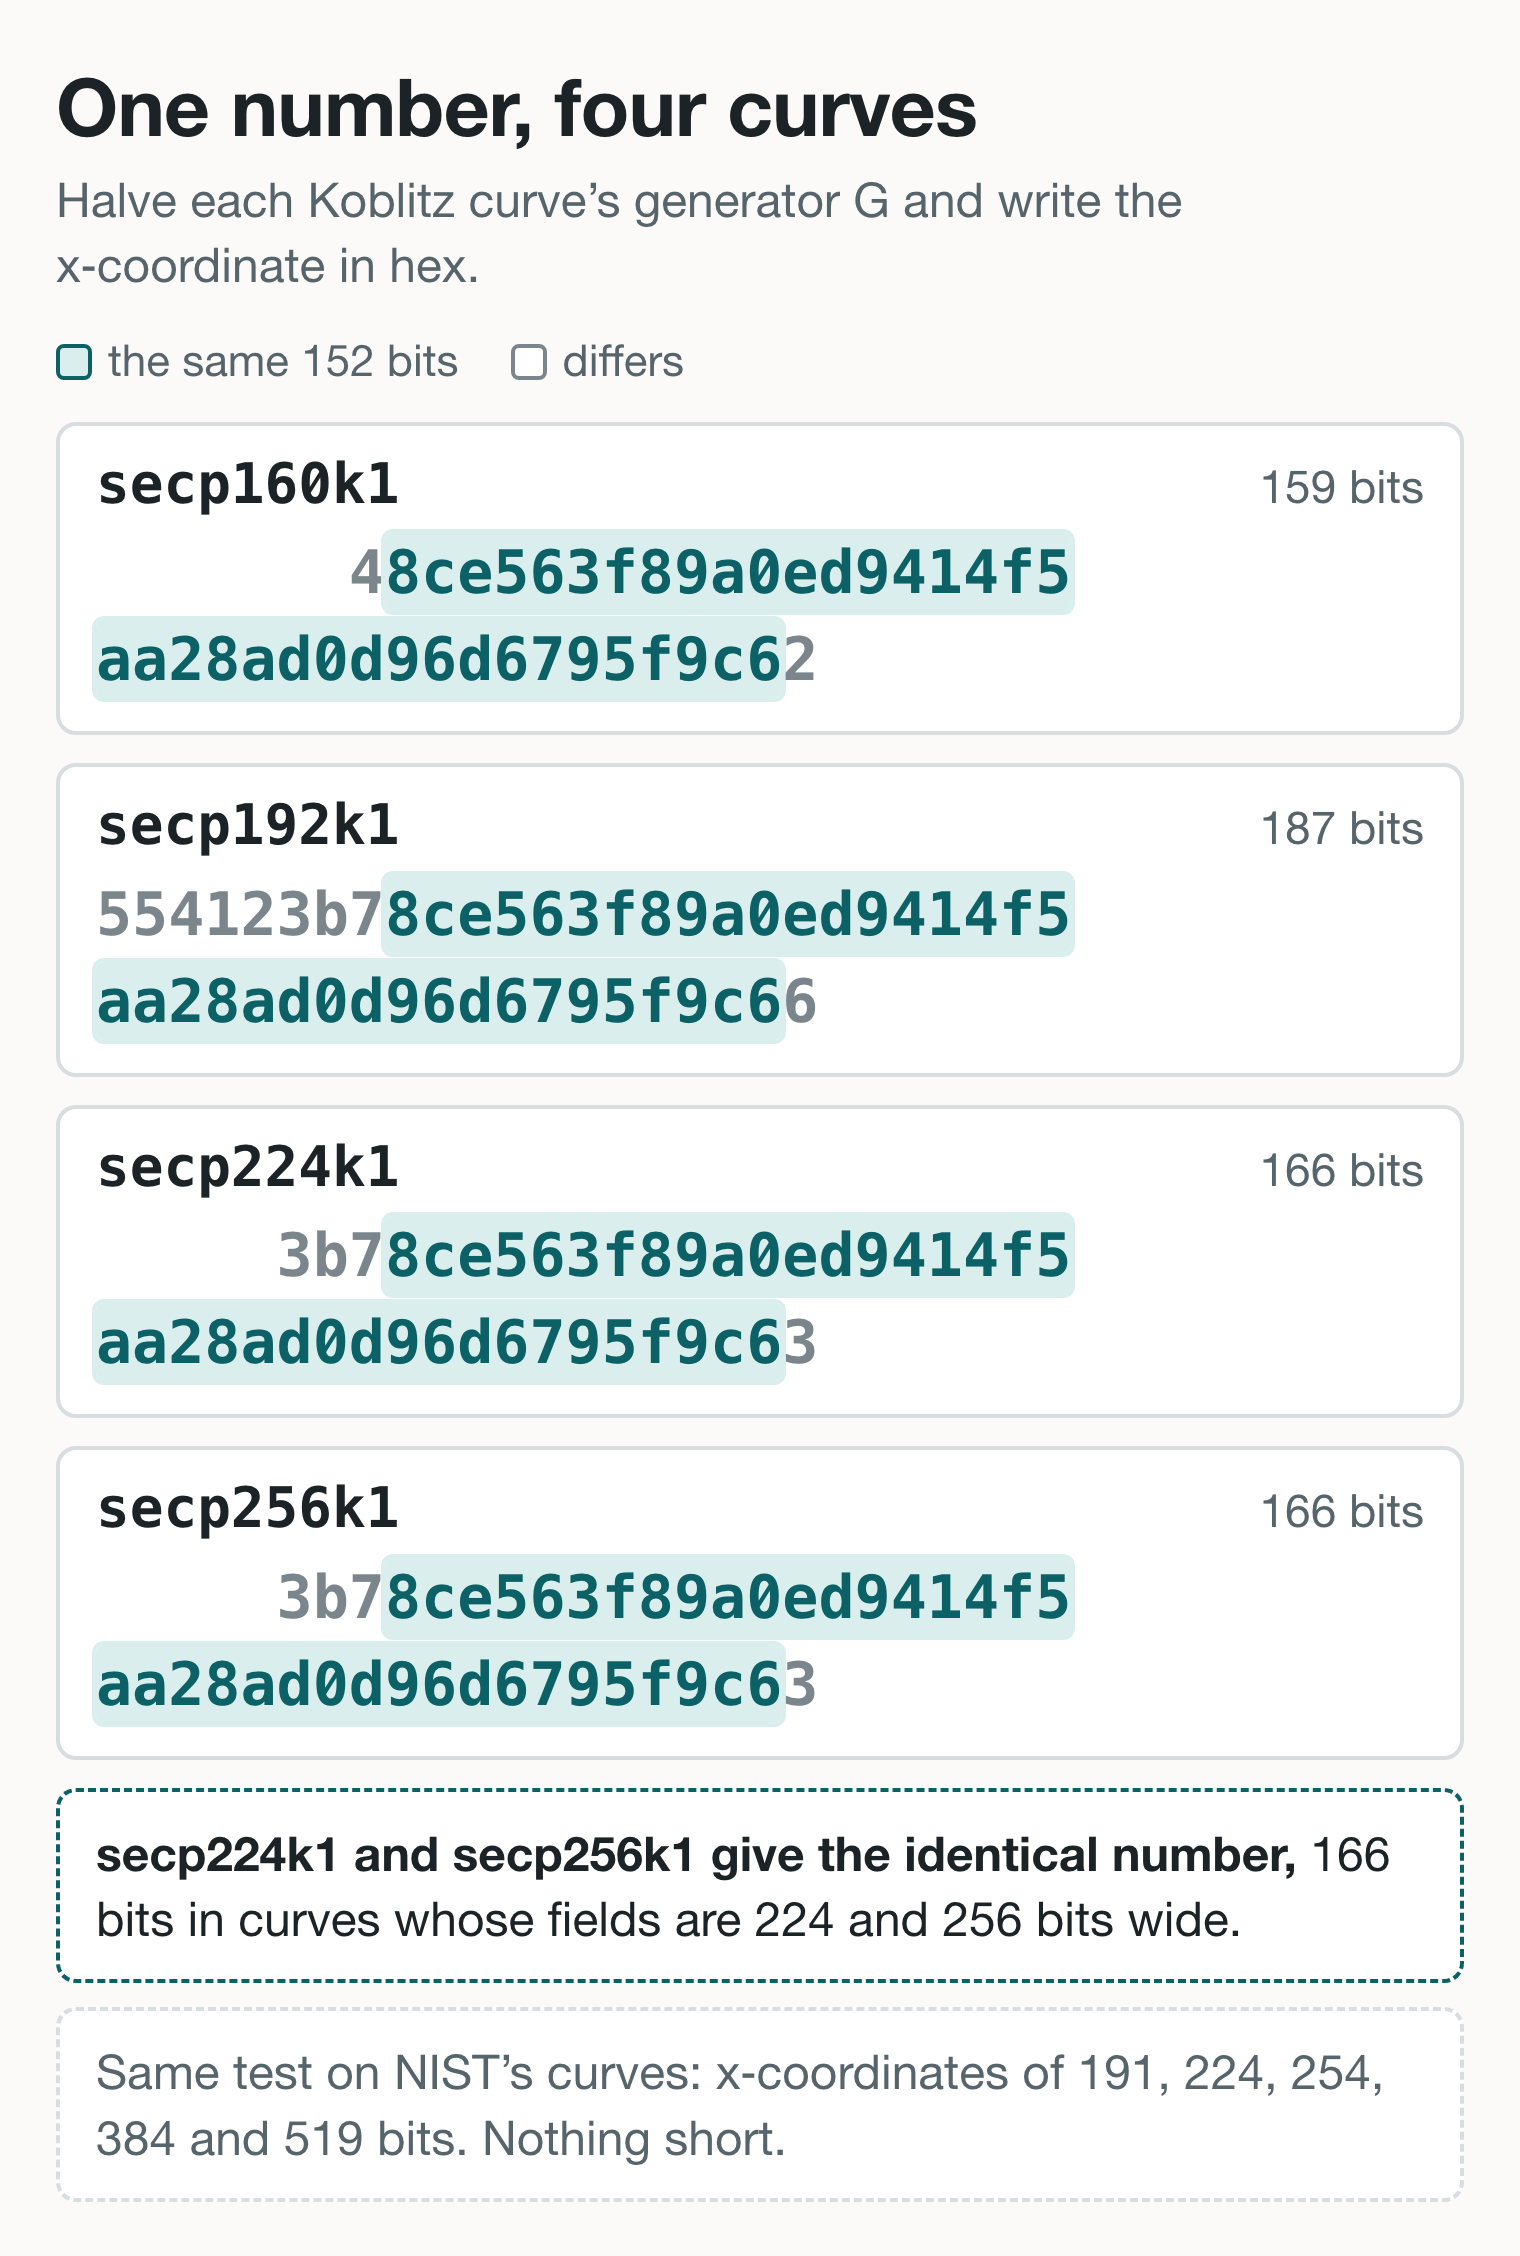 One number, four curves
Halve each Koblitz curve’s generator G and write the
x-coordinate in hex.
the same 152 bits differs
secp160k1 159 bits
48ce563f89a0ed9414f5
aa28ad0d96d6795f9c62
secp192k1 187 bits
554123b78ce563f89a0ed9414f5
aa28ad0d96d6795f9c66
secp224k1 166 bits
3b78ce563f89a0ed9414f5
aa28ad0d96d6795f9c63
secp256k1 166 bits
3b78ce563f89a0ed9414f5
aa28ad0d96d6795f9c63
secp224k1 and secp256k1 give the identical number, 166
bits in curves whose fields are 224 and 256 bits wide.
Same test on NIST’s curves: x-coordinates of 191, 224, 254,
384 and 519 bits. Nothing short.